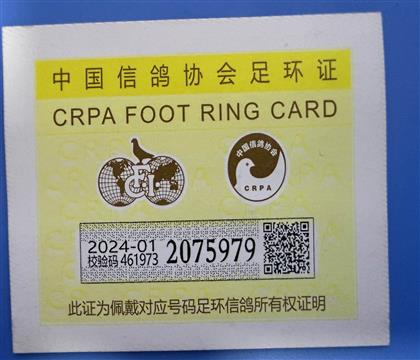 中国信鸽协会足环证
CRPA FOOT RING CARD
中国信鸽协会
CRPA
2024-01
校验码 461973
2075979
此证为佩戴对应号码足环信鸽所有权证明